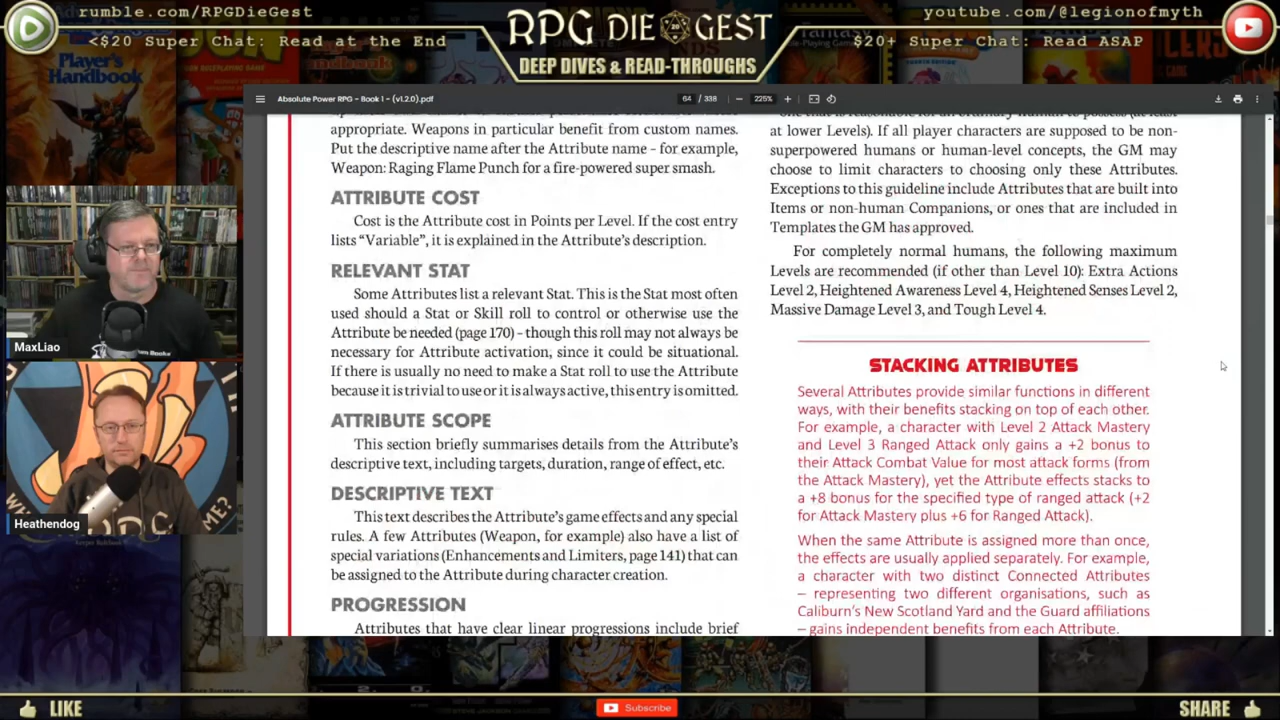 rumble.com/RPGDieGest
<$20 Super Chat: Read at the End
RPG DIE GEST
DEEP DIVES & READ-THROUGHS
youtube.com/@legionofmyth
$20+ Super Chat: Read ASAP
Player's
Handbook
Absolute Power RPG - Book 1 - (v1.2.0).pdf
64 / 338
225%
appropriate. Weapons in particular benefit from custom names.
Put the descriptive name after the Attribute name – for example,
Weapon: Raging Flame Punch for a fire-powered super smash.
ATTRIBUTE COST
Cost is the Attribute cost in Points per Level. If the cost entry
lists “Variable”, it is explained in the Attribute’s description.
RELEVANT STAT
Some Attributes list a relevant Stat. This is the Stat most often
used should a Stat or Skill roll to control or otherwise use the
Attribute be needed (page 170) – though this roll may not always be
necessary for Attribute activation, since it could be situational.
If there is usually no need to make a Stat roll to use the Attribute
because it is trivial to use or it is always active, this entry is omitted.
ATTRIBUTE SCOPE
This section briefly summarises details from the Attribute’s
descriptive text, including targets, duration, range of effect, etc.
DESCRIPTIVE TEXT
This text describes the Attribute’s game effects and any special
rules. A few Attributes (Weapon, for example) also have a list of
special variations (Enhancements and Limiters, page 141) that can
be assigned to the Attribute during character creation.
PROGRESSION
Attributes that have clear linear progressions include brief
one that is reasonable for an ordinary human to possess (at least
at lower Levels). If all player characters are supposed to be non-
superpowered humans or human-level concepts, the GM may
choose to limit characters to choosing only these Attributes.
Exceptions to this guideline include Attributes that are built into
Items or non-human Companions, or ones that are included in
Templates the GM has approved.
For completely normal humans, the following maximum
Levels are recommended (if other than Level 10): Extra Actions
Level 2, Heightened Awareness Level 4, Heightened Senses Level 2,
Massive Damage Level 3, and Tough Level 4.
STACKING ATTRIBUTES
Several Attributes provide similar functions in different
ways, with their benefits stacking on top of each other.
For example, a character with Level 2 Attack Mastery
and Level 3 Ranged Attack only gains a +2 bonus to
their Attack Combat Value for most attack forms (from
the Attack Mastery), yet the Attribute effects stacks to
a +8 bonus for the specified type of ranged attack (+2
for Attack Mastery plus +6 for Ranged Attack).
When the same Attribute is assigned more than once,
the effects are usually applied separately. For example,
a character with two distinct Connected Attributes
– representing two different organisations, such as
Caliburn’s New Scotland Yard and the Guard affiliations
– gains independent benefits from each Attribute.
MaxLiao
Heathendog
LIKE
Subscribe
SHARE